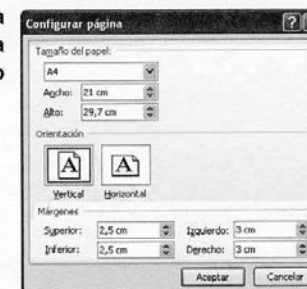 a
a
o
Configurar página
Tamaño del papel:
A4
Ancho: 21 cm
Alto: 29,7 cm
Orientación
A A
Vertical Horizontal
Márgenes
Superior: 2,5 cm Izquierdo: 3 cm
Inferior: 2,5 cm Derecho: 3 cm
Aceptar Cancelar